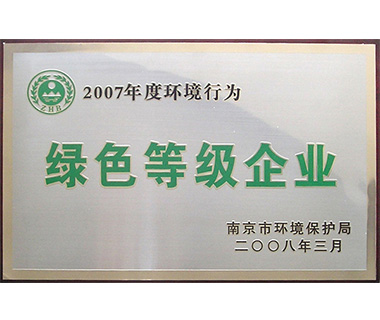 ZHB
2007年度环境行为
绿色等级企业
南京市环境保护局
二〇〇八年三月